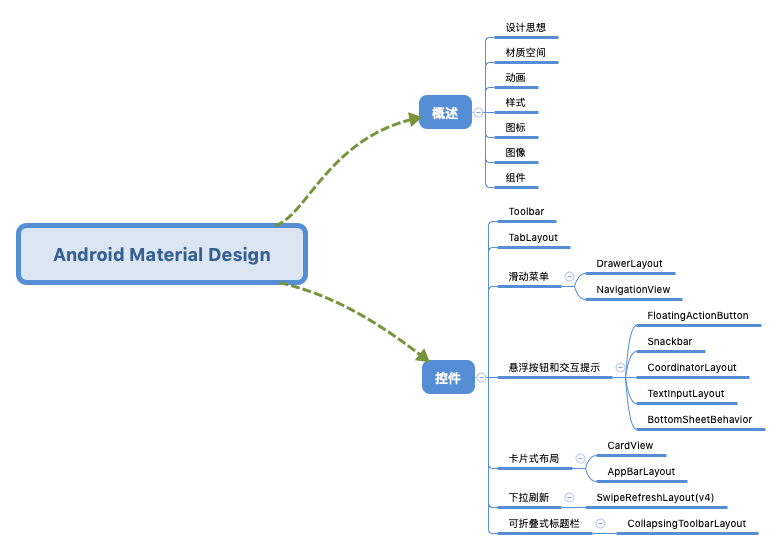 Android Material Design
概述
设计思想
材质空间
动画
样式
图标
图像
组件
控件
Toolbar
TabLayout
滑动菜单
DrawerLayout
NavigationView
悬浮按钮和交互提示
FloatingActionButton
Snackbar
CoordinatorLayout
TextInputLayout
BottomSheetBehavior
卡片式布局
CardView
AppBarLayout
下拉刷新
SwipeRefreshLayout(v4)
可折叠式标题栏
CollapsingToolbarLayout